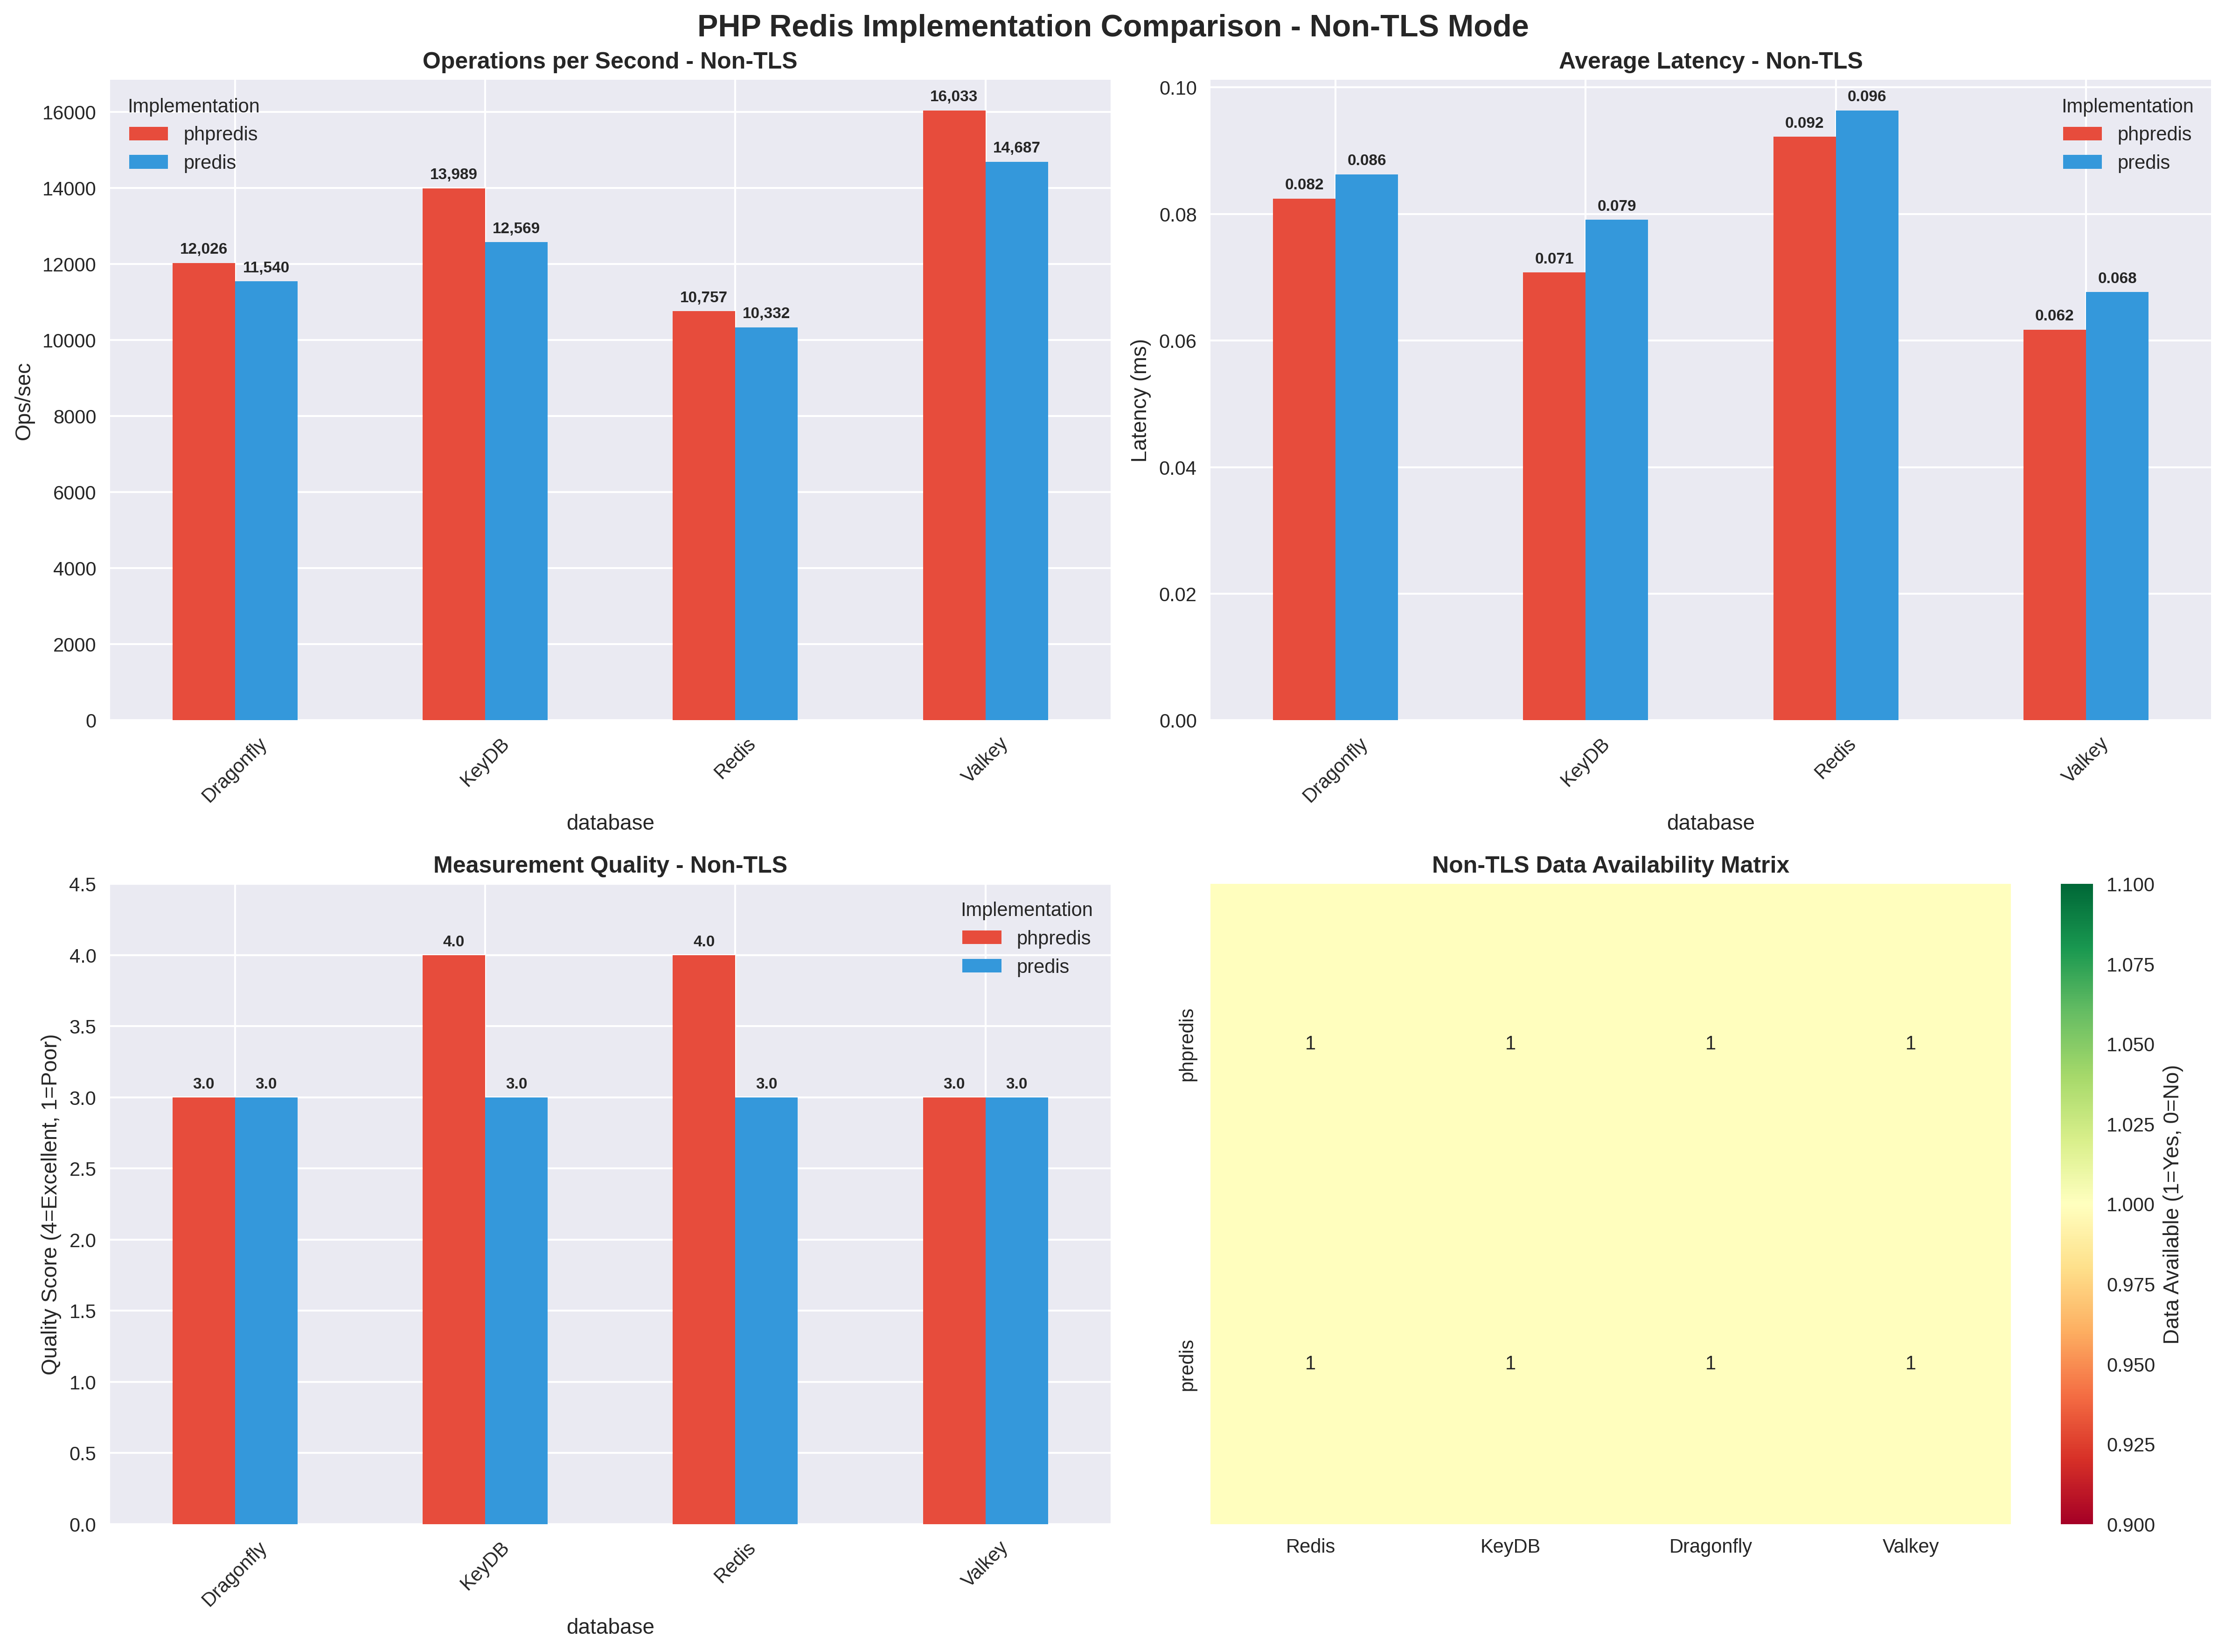 PHP Redis Implementation Comparison - Non-TLS Mode
Operations per Second - Non-TLS
Implementation
phpredis
predis
16000
14000
12000
10000
8000
6000
4000
2000
0
Ops/sec
12,026
11,540
13,989
12,569
10,757
10,332
16,033
14,687
Dragonfly
KeyDB
Redis
Valkey
database
Average Latency - Non-TLS
Implementation
phpredis
predis
0.10
0.08
0.06
0.04
0.02
0.00
Latency (ms)
0.082
0.086
0.071
0.079
0.092
0.096
0.062
0.068
Dragonfly
KeyDB
Redis
Valkey
database
Measurement Quality - Non-TLS
Implementation
phpredis
predis
4.5
4.0
3.5
3.0
2.5
2.0
1.5
1.0
0.5
0.0
Quality Score (4=Excellent, 1=Poor)
3.0
3.0
4.0
3.0
4.0
3.0
3.0
3.0
Dragonfly
KeyDB
Redis
Valkey
database
Non-TLS Data Availability Matrix
phpredis
1
1
1
1
predis
1
1
1
1
Redis
KeyDB
Dragonfly
Valkey
1.100
1.075
1.050
1.025
1.000
0.975
0.950
0.925
0.900
Data Available (1=Yes, 0=No)